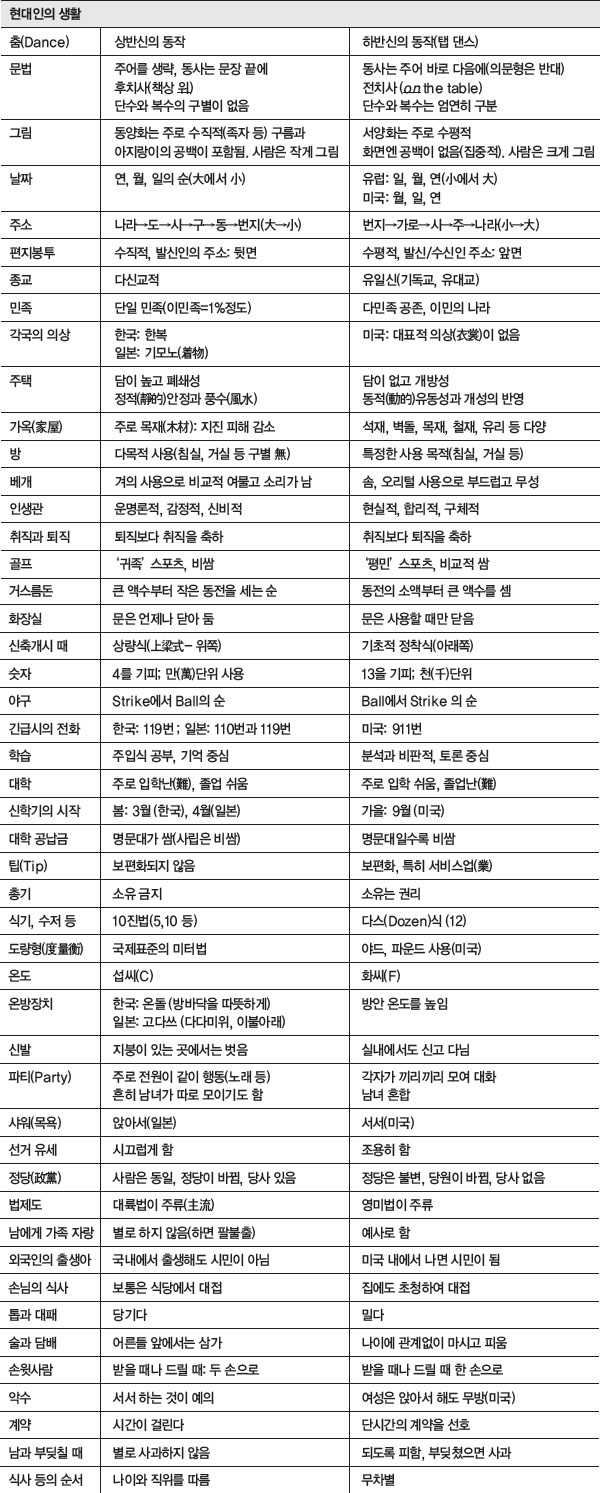 현대인의 생활
춤(Dance) 상반신의 동작 하반신의 동작(탭 댄스)
문법 주어를 생략, 동사는 문장 끝에 동사는 주어 바로 다음에(의문형은 반대)
후치사(책상 위) 전치사 (on the table)
단수와 복수의 구별이 없음 단수와 복수는 엄연히 구분
그림 동양화는 주로 수직적(족자 등) 구름과 서양화는 주로 수평적
아지랑이의 공백이 포함됨. 사람은 작게 그림 화면엔 공백이 없음(집중적). 사람은 크게 그림
날짜 연, 월, 일의 순(大에서 小) 유럽: 일, 월, 연(小에서 大)
미국: 월, 일, 연
주소 나라→도→시→구→동→번지(大→小) 번지→가로→시→주→나라(小→大)
편지봉투 수직적, 발신인의 주소: 뒷면 수평적, 발신/수신인 주소: 앞면
종교 다신교적 유일신(기독교, 유대교)
민족 단일 민족(이민족=1%정도) 다민족 공존, 이민의 나라
각국의 의상 한국: 한복 미국: 대표적 의상(衣裳)이 없음
일본: 기모노(着物)
주택 담이 높고 폐쇄성 담이 없고 개방성
정적(靜的)안정과 풍수(風水) 동적(動的)유동성과 개성의 반영
가옥(家屋) 주로 목재(木材): 지진 피해 감소 석재, 벽돌, 목재, 철재, 유리 등 다양
방 다목적 사용(침실, 거실 등 구별 無) 특정한 사용 목적(침실, 거실 등)
베개 겨의 사용으로 비교적 여물고 소리가 남 솜, 오리털 사용으로 부드럽고 무성
인생관 운명론적, 감정적, 신비적 현실적, 합리적, 구체적
취직과 퇴직 퇴직보다 취직을 축하 취직보다 퇴직을 축하
골프 ‘귀족’ 스포츠, 비쌈 ‘평민’ 스포츠, 비교적 쌈
거스름돈 큰 액수부터 작은 동전을 세는 순 동전의 소액부터 큰 액수를 셈
화장실 문은 언제나 닫아 둠 문은 사용할 때만 닫음
신축개시 때 상량식(上梁式- 위쪽) 기초적 정착식(아래쪽)
숫자 4를 기피; 만(萬)단위 사용 13을 기피; 천(千)단위
야구 Strike에서 Ball의 순 Ball에서 Strike 의 순
긴급시의 전화 한국: 119번 ; 일본: 110번과 119번 미국: 911번
학습 주입식 공부, 기억 중심 분석과 비판적, 토론 중심
대학 주로 입학난(難), 졸업 쉬움 주로 입학 쉬움, 졸업난(難)
신학기의 시작 봄: 3월 (한국), 4월(일본) 가을: 9월 (미국)
대학 공납금 명문대가 쌈(사립은 비쌈) 명문대일수록 비쌈
팁(Tip) 보편화되지 않음 보편화, 특히 서비스업(業)
총기 소유 금지 소유는 권리
식기, 수저 등 10진법(5,10 등) 다스(Dozen)식 (12)
도량형(度量衡) 국제표준의 미터법 야드, 파운드 사용(미국)
온도 섭씨(C) 화씨(F)
온방장치 한국: 온돌 (방바닥을 따뜻하게) 방안 온도를 높임
일본: 고다쓰 (다다미위, 이불아래)
신발 지붕이 있는 곳에서는 벗음 실내에서도 신고 다님
파티(Party) 주로 전원이 같이 행동(노래 등) 각자가 끼리끼리 모여 대화
흔히 남녀가 따로 모이기도 함 남녀 혼합
샤워(목욕) 앉아서(일본) 서서(미국)
선거 유세 시끄럽게 함 조용히 함
정당(政黨) 사람은 동일, 정당이 바뀜, 당사 있음 정당은 불변, 당원이 바뀜, 당사 없음
법제도 대륙법이 주류(主流) 영미법이 주류
남에게 가족 자랑 별로 하지 않음(하면 팔불출) 예사로 함
외국인의 출생아 국내에서 출생해도 시민이 아님 미국 내에서 나면 시민이 됨
손님의 식사 보통은 식당에서 대접 집에도 초청하여 대접
톱과 대패 당기다 밀다
술과 담배 어른들 앞에서는 삼가 나이에 관계없이 마시고 피움
손윗사람 받을 때나 드릴 때: 두 손으로 받을 때나 드릴 때 한 손으로
악수 서서 하는 것이 예의 여성은 앉아서 해도 무방(미국)
계약 시간이 걸린다 단시간의 계약을 선호
남과 부딪칠 때 별로 사과하지 않음 되도록 피함, 부딪쳤으면 사과
식사 등의 순서 나이와 직위를 따름 무차별